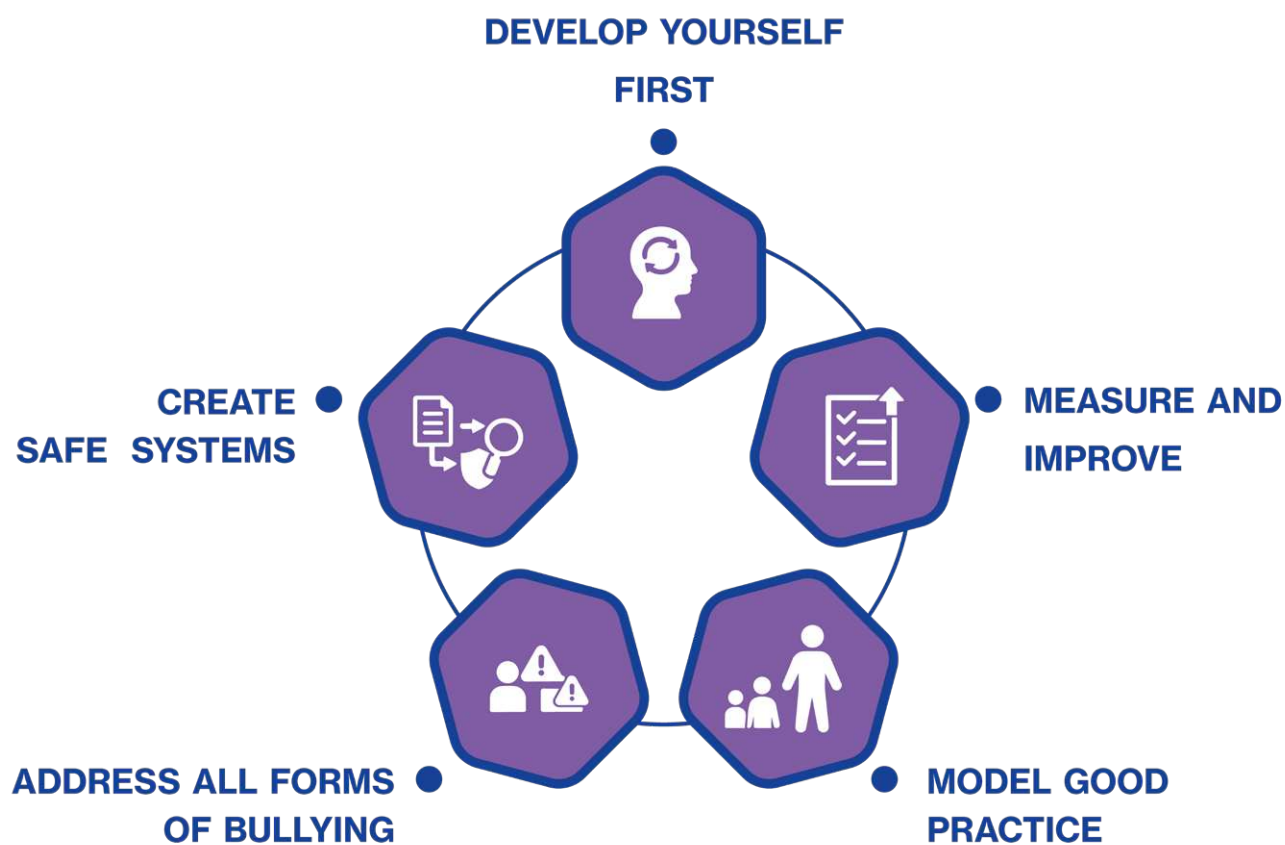 DEVELOP YOURSELF
FIRST
CREATE
SAFE SYSTEMS
MEASURE AND
IMPROVE
ADDRESS ALL FORMS
OF BULLYING
MODEL GOOD
PRACTICE